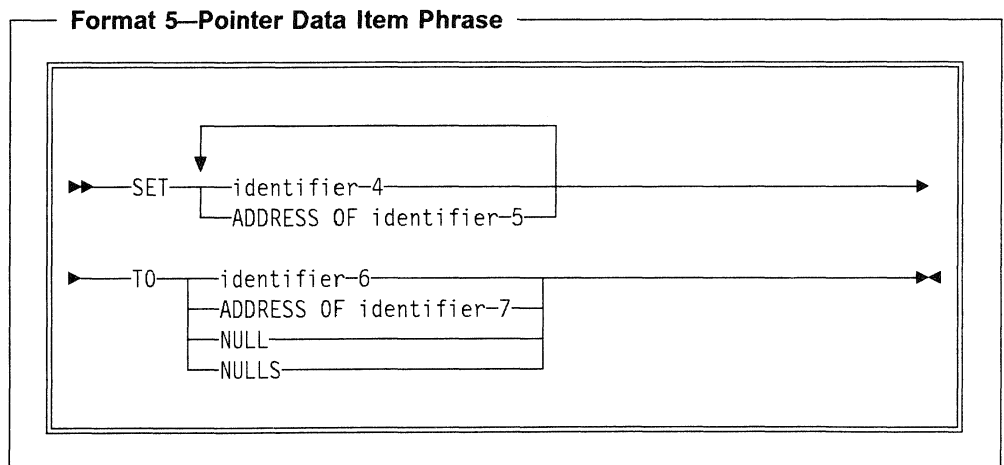 Format 5—Pointer Data Item Phrase
SET identifier-4
ADDRESS OF identifier-5
TO identifier-6
ADDRESS OF identifier-7
NULL
NULLS